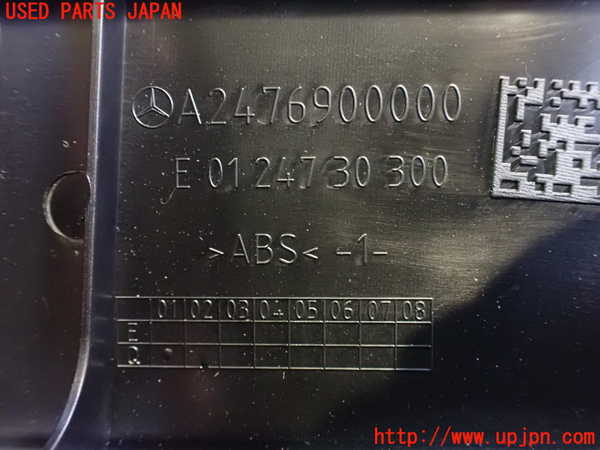 USED PARTS JAPAN
A2476900000
E 01 247 30 300
>ABS< -1-
01 02 03 04 05 06 07 08
E
Q
http://www.upjpn.com/